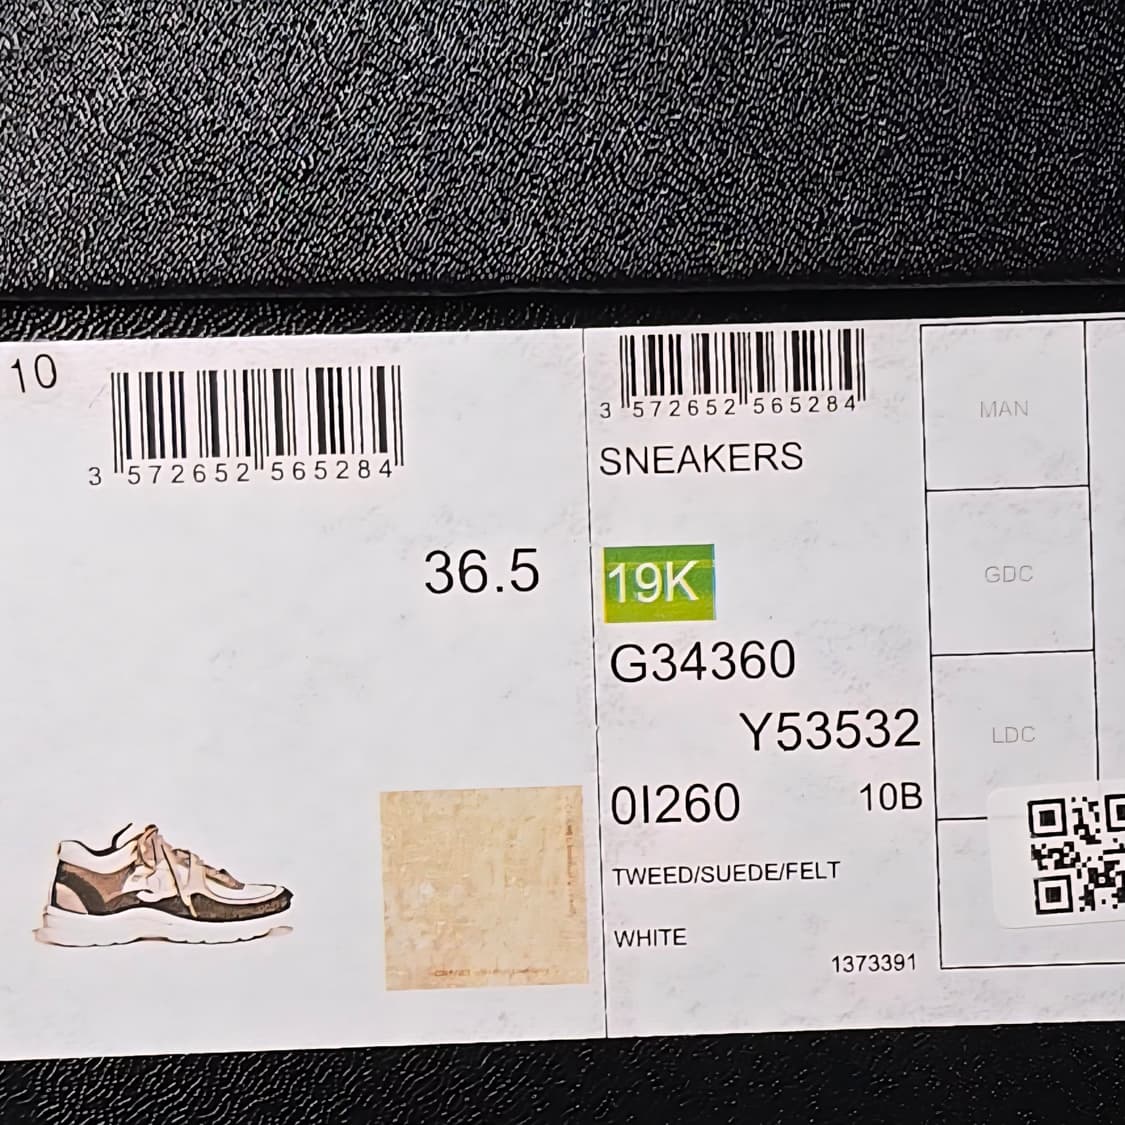 10
3 572652 565284
36.5
3 572652 565284
SNEAKERS
19K
G34360
Y53532
0I260 10B
TWEED/SUEDE/FELT
WHITE
1373391
MAN
GDC
LDC